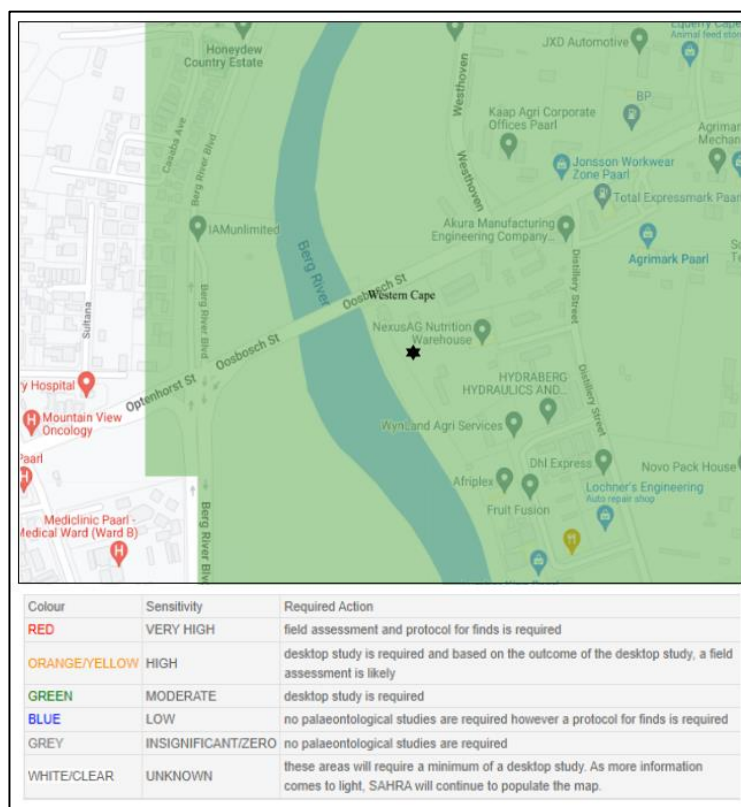 Honeydew
Country Estate
Equerry Cape
Animal feed store
JXD Automotive
BP
Kaap Agri Corporate
Offices Paarl
Westhoven
Westhoven
Casaba Ave
Berg River Blvd
Jonsson Workwear
Zone Paarl
Total Expressmark Paarl
IAMunlimited
Akura Manufacturing
Engineering Company...
Agrimark Paarl
Berg River
Oosbosch St
Western Cape
Sultana
Berg River Blvd
Distillery Street
NexusAG Nutrition
Warehouse
Oosbosch St
Optenhorst St
Distillery Street
y Hospital
HYDRABERG
HYDRAULICS AND...
Mountain View
Oncology
WynLand Agri Services
Paarl
Afriplex
Dhl Express
Novo Pack House
Lochner's Engineering
Auto repair shop
Fruit Fusion
Mediclinic Paarl -
Medical Ward (Ward B)
Berg River Blvd
Colour Sensitivity Required Action
RED VERY HIGH field assessment and protocol for finds is required
ORANGE/YELLOW HIGH desktop study is required and based on the outcome of the desktop study, a field
assessment is likely
GREEN MODERATE desktop study is required
BLUE LOW no palaeontological studies are required however a protocol for finds is required
GREY INSIGNIFICANT/ZERO no palaeontological studies are required
WHITE/CLEAR UNKNOWN these areas will require a minimum of a desktop study. As more information
comes to light, SAHRA will continue to populate the map.